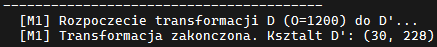 ----------------------------------------
[M1] Rozpoczecie transformacji D (O=1200) do D'...
[M1] Transformacja zakonczona. Ksztalt D': (30, 228)